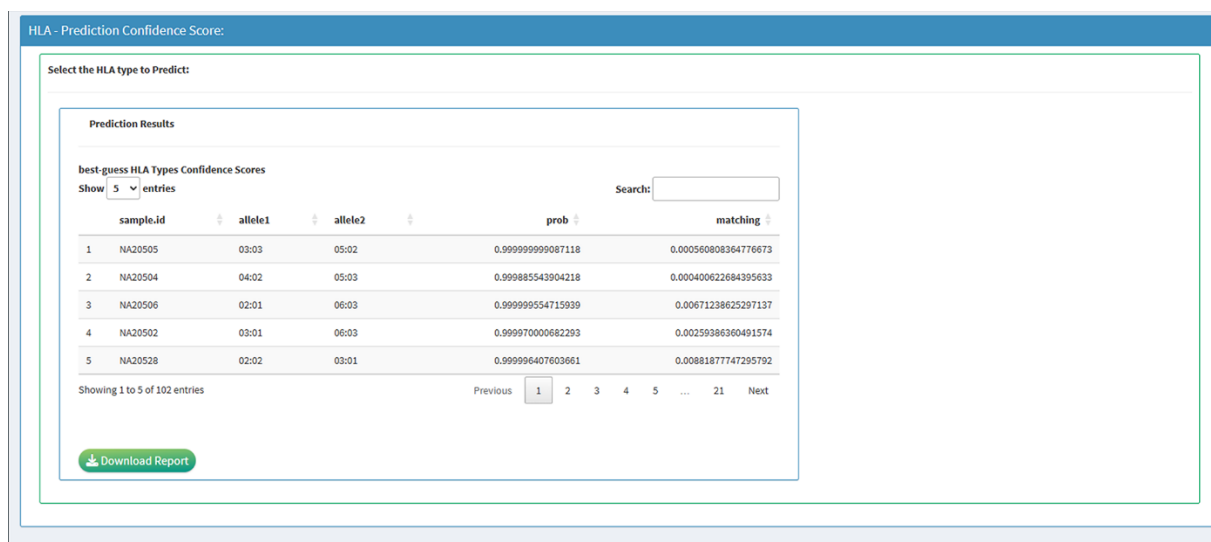 HLA - Prediction Confidence Score:
Select the HLA type to Predict:
Prediction Results
best-guess HLA Types Confidence Scores
Show 5 entries Search:
sample.id allele1 allele2 prob matching
1 NA20505 03:03 05:02 0.999999999087118 0.000560808364776673
2 NA20504 04:02 05:03 0.999885543904218 0.000400622684395633
3 NA20506 02:01 06:03 0.999999554715939 0.00671238625297137
4 NA20502 03:01 06:03 0.999970000682293 0.00259386360491574
5 NA20528 02:02 03:01 0.999996407603661 0.00881877747295792
Showing 1 to 5 of 102 entries Previous 1 2 3 4 5 ... 21 Next
Download Report